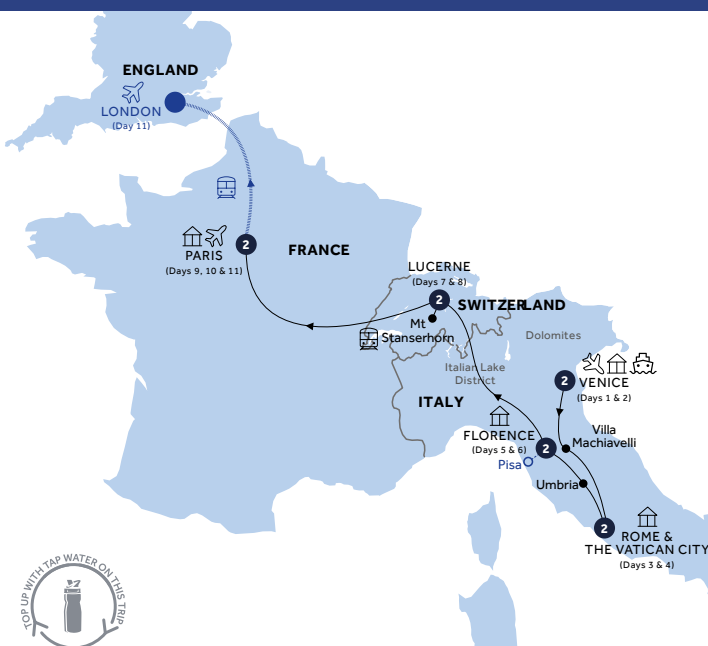 ENGLAND
LONDON
(Day 11)
2
PARIS
(Days 9, 10 & 11)
FRANCE
LUCERNE
(Days 7 & 8)
2
SWITZERLAND
Mt
Stanserhorn
Dolomites
Italian Lake
District
2
VENICE
(Days 1 & 2)
ITALY
FLORENCE
(Days 5 & 6)
2
Villa
Machiavelli
Pisa
Umbria
2
ROME &
THE VATICAN CITY
(Days 3 & 4)
TOP UP WITH TAP WATER ON THIS TRIP